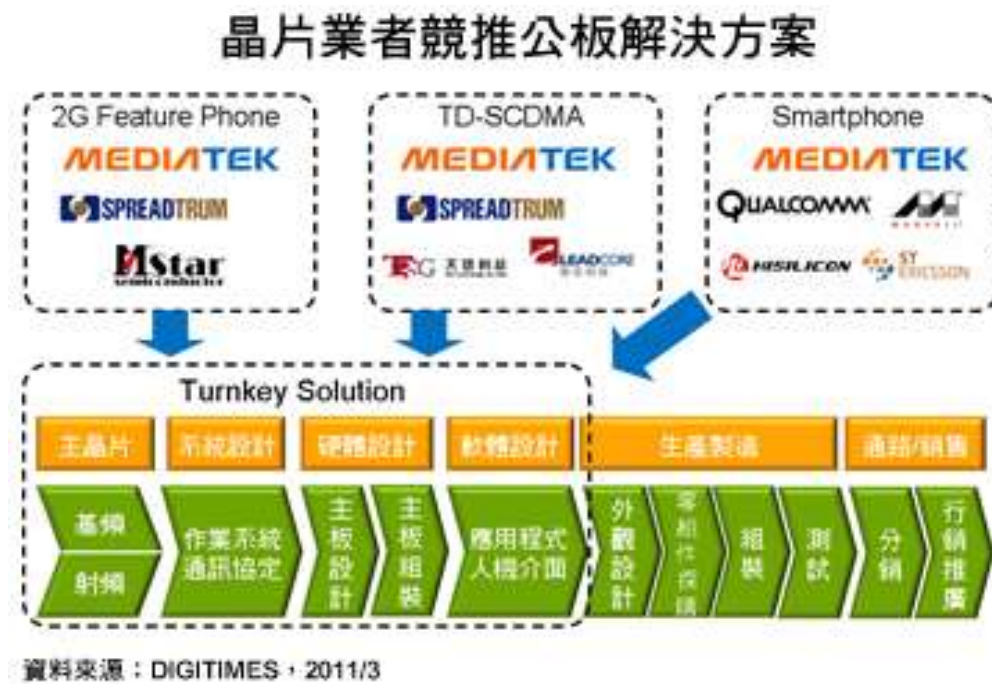 晶片業者競推公板解決方案
2G Feature Phone
MEDIATEK
SPREADTRUM
MStar
semiconductor
TD-SCDMA
MEDIATEK
SPREADTRUM
LEADCORE
Smartphone
MEDIATEK
QUALCOMM
HISILICON
ST
ERICSSON
Turnkey Solution
主晶片
系統設計
硬體設計
軟體設計
生產製造
通路/銷售
基頻
射頻
作業系統
通訊協定
主板設計
主板組裝
應用程式
人機介面
外觀設計
零組件採購
組裝
測試
分銷
行銷推廣
資料來源：DIGITIMES，2011/3